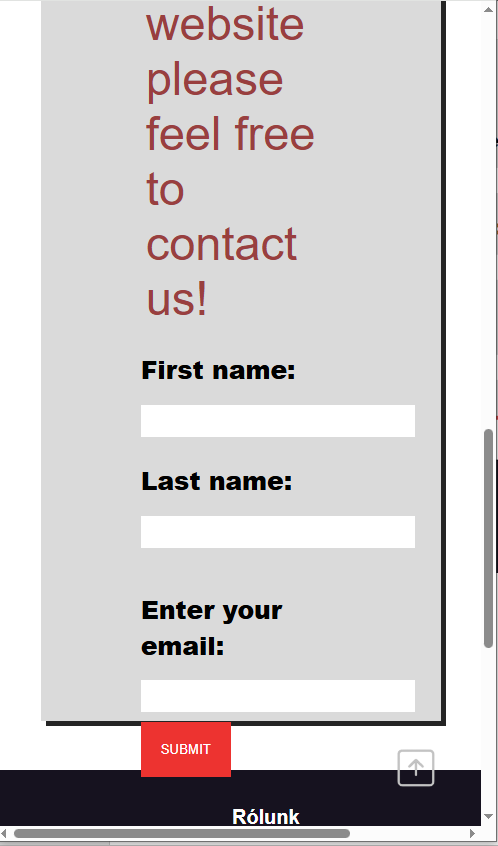 website
please
feel free
to
contact
us!
First name:
Last name:
Enter your
email:
SUBMIT
Rólunk